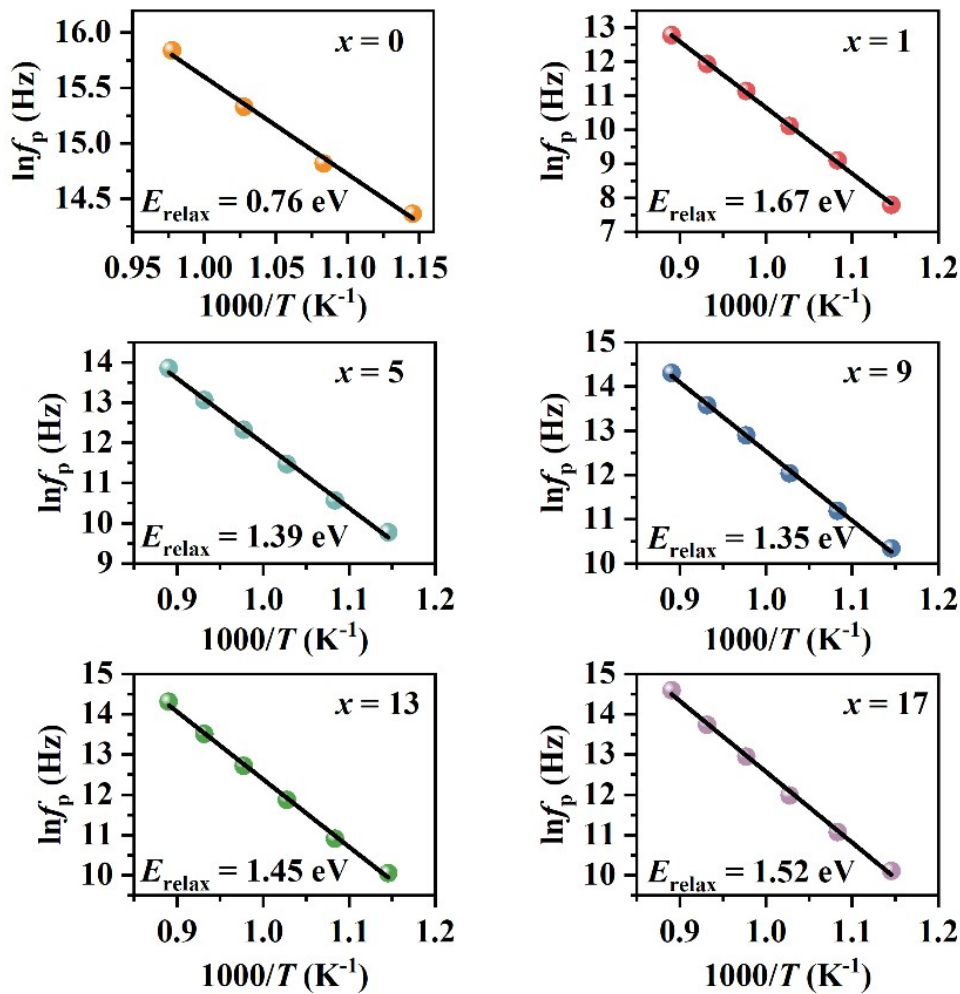 x = 0
16.0
15.5
15.0
14.5
lnfₚ (Hz)
E_relax = 0.76 eV
0.95 1.00 1.05 1.10 1.15
1000/T (K⁻¹)
x = 1
13
12
11
10
9
8
7
lnfₚ (Hz)
E_relax = 1.67 eV
0.9 1.0 1.1 1.2
1000/T (K⁻¹)
x = 5
14
13
12
11
10
9
lnfₚ (Hz)
E_relax = 1.39 eV
0.9 1.0 1.1 1.2
1000/T (K⁻¹)
x = 9
15
14
13
12
11
10
lnfₚ (Hz)
E_relax = 1.35 eV
0.9 1.0 1.1 1.2
1000/T (K⁻¹)
x = 13
15
14
13
12
11
10
lnfₚ (Hz)
E_relax = 1.45 eV
0.9 1.0 1.1 1.2
1000/T (K⁻¹)
x = 17
15
14
13
12
11
10
lnfₚ (Hz)
E_relax = 1.52 eV
0.9 1.0 1.1 1.2
1000/T (K⁻¹)